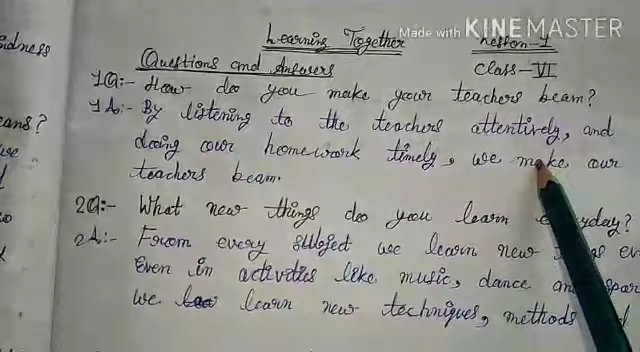 Learning Together
Made with KINEMASTER
Lesson-I
Class-VI
Questions and Answers
1Q:- How do you make your teachers beam?
1A:- By listening to the teachers attentively, and
doing our homework timely, we make our
teachers beam.
2Q:- What new things do you learn everyday?
2A:- From every subject we learn new
Even in activities like music, dance
we learn new techniques, methods
kindness